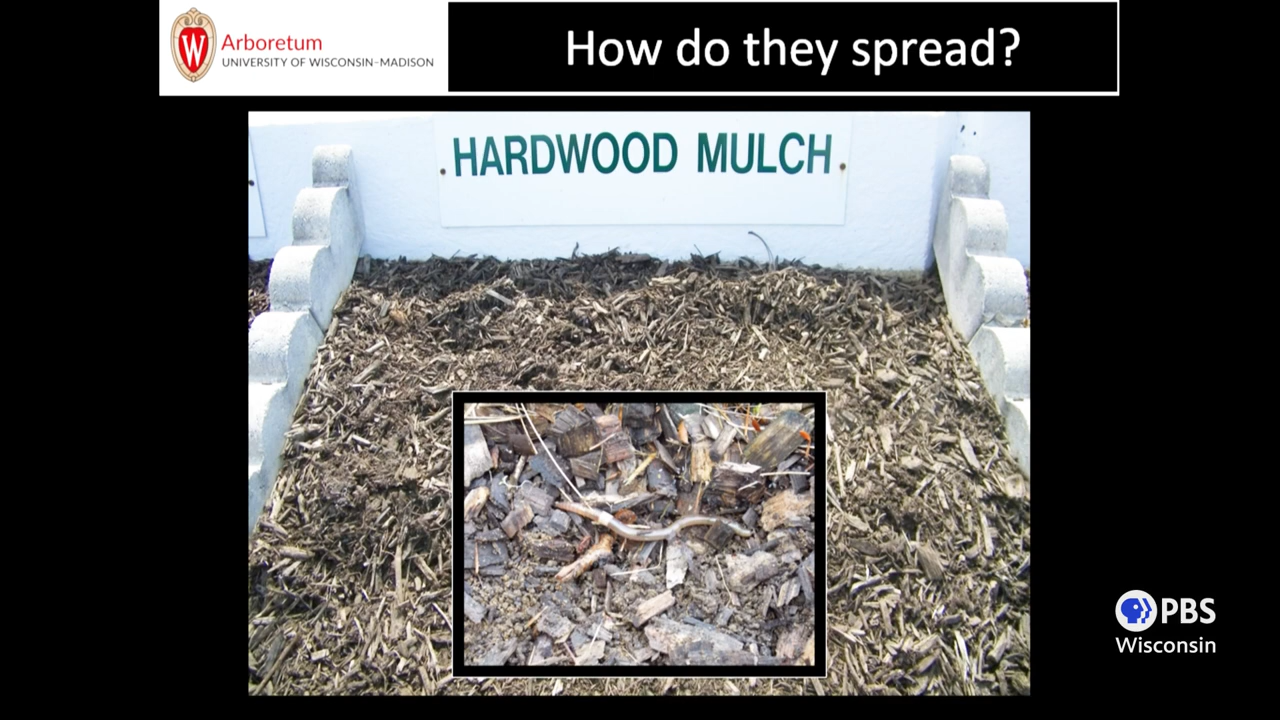 W
Arboretum
UNIVERSITY OF WISCONSIN–MADISON
How do they spread?
HARDWOOD MULCH
PBS
Wisconsin